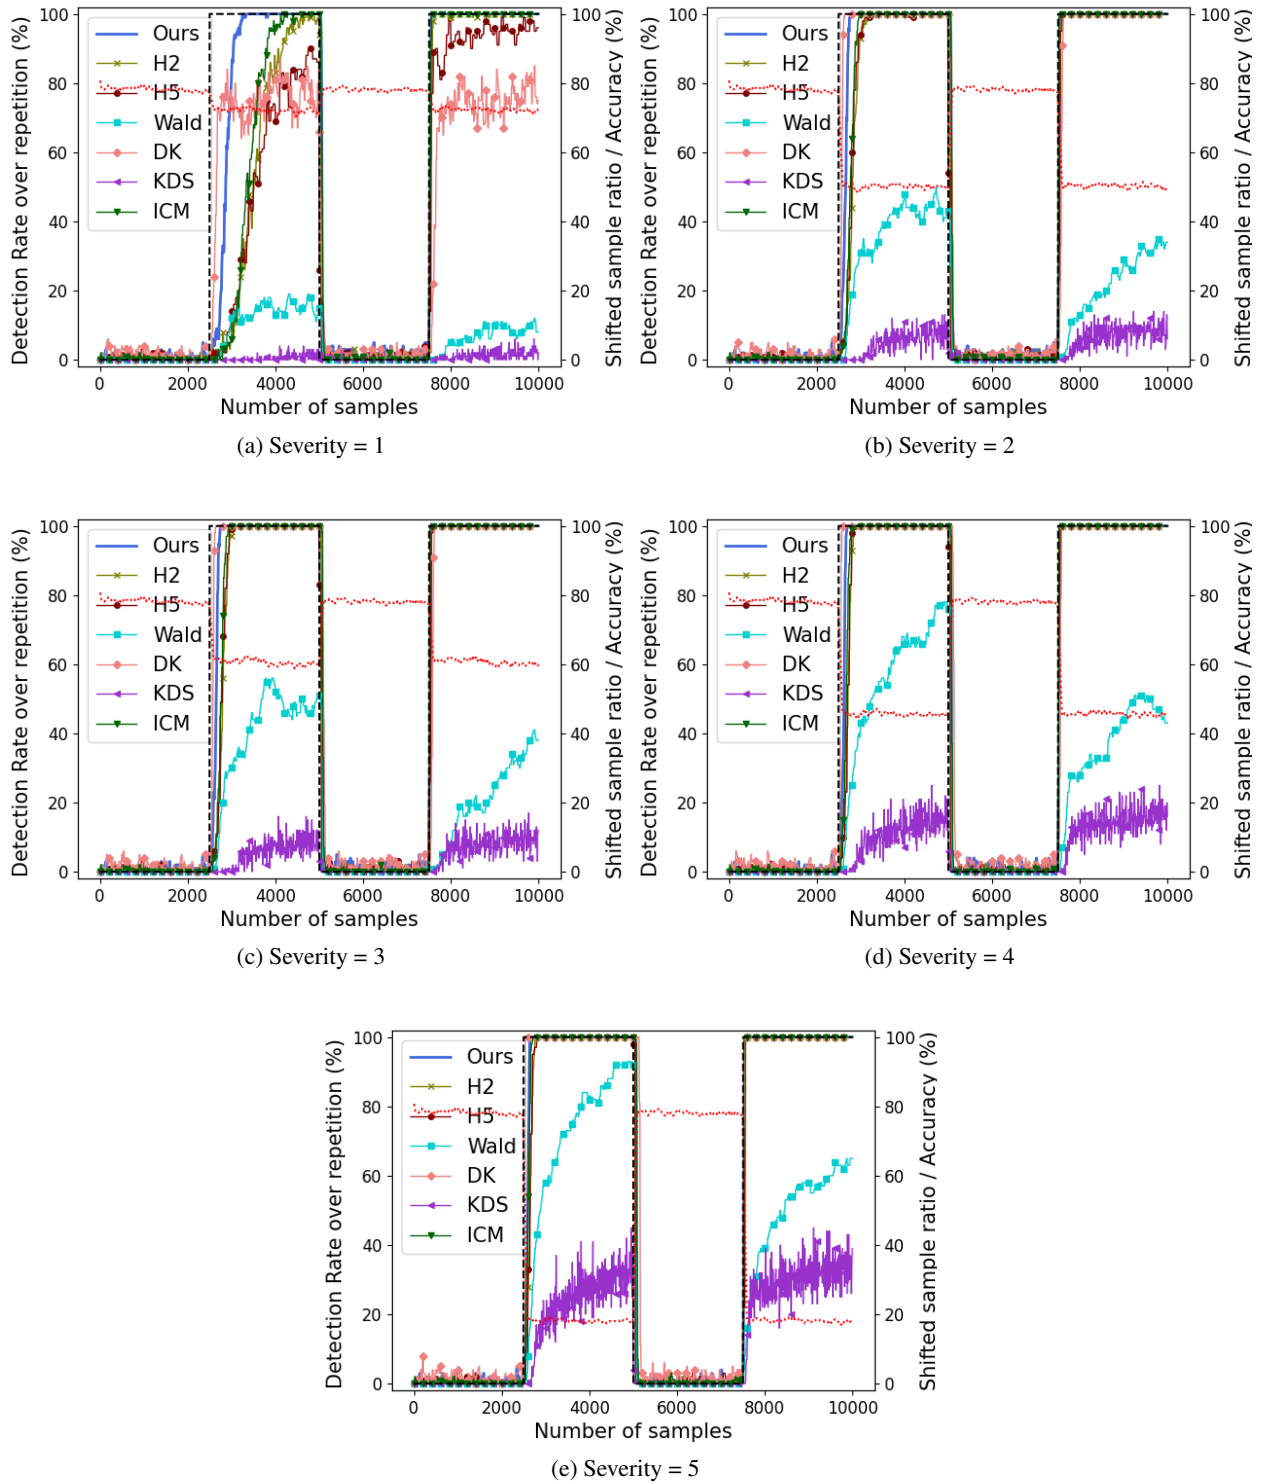 Detection Rate over repetition (%)
100
80
60
40
20
0
Ours
H2
H5
Wald
DK
KDS
ICM
0 2000 4000 6000 8000 10000
Number of samples
100
80
60
40
20
0
Shifted sample ratio / Accuracy (%)
(a) Severity = 1
Detection Rate over repetition (%)
100
80
60
40
20
0
Ours
H2
H5
Wald
DK
KDS
ICM
0 2000 4000 6000 8000 10000
Number of samples
100
80
60
40
20
0
Shifted sample ratio / Accuracy (%)
(b) Severity = 2
Detection Rate over repetition (%)
100
80
60
40
20
0
Ours
H2
H5
Wald
DK
KDS
ICM
0 2000 4000 6000 8000 10000
Number of samples
100
80
60
40
20
0
Shifted sample ratio / Accuracy (%)
(c) Severity = 3
Detection Rate over repetition (%)
100
80
60
40
20
0
Ours
H2
H5
Wald
DK
KDS
ICM
0 2000 4000 6000 8000 10000
Number of samples
100
80
60
40
20
0
Shifted sample ratio / Accuracy (%)
(d) Severity = 4
Detection Rate over repetition (%)
100
80
60
40
20
0
Ours
H2
H5
Wald
DK
KDS
ICM
0 2000 4000 6000 8000 10000
Number of samples
100
80
60
40
20
0
Shifted sample ratio / Accuracy (%)
(e) Severity = 5